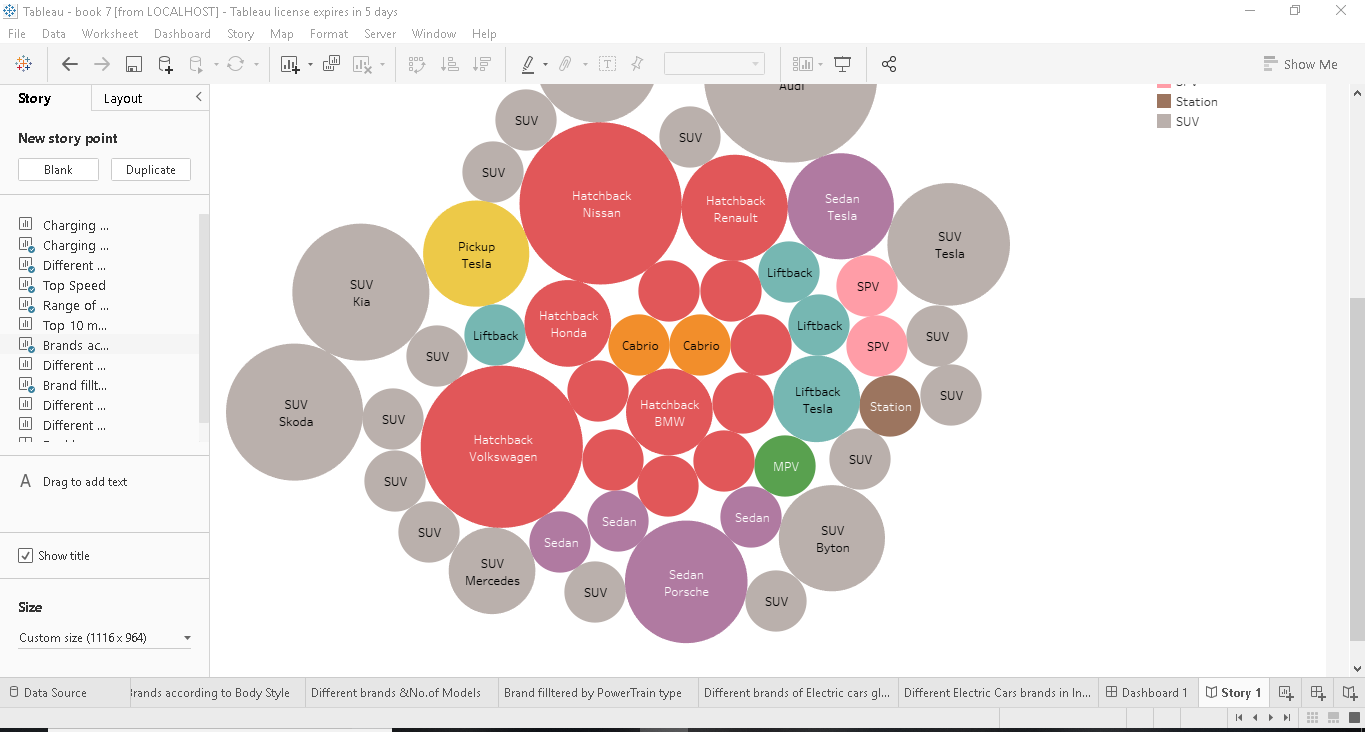 Tableau - book 7 [from LOCALHOST] - Tableau license expires in 5 days
File Data Worksheet Dashboard Story Map Format Server Window Help
Show Me
Story Layout
New story point
Blank Duplicate
Charging ...
Charging ...
Different ...
Top Speed
Range of ...
Top 10 m...
Brands ac...
Different ...
Brand fillt...
Different ...
Different ...
A Drag to add text
Show title
Size
Custom size (1116 x 964)
Audi
Station
SUV
SUV
SUV
SUV
Hatchback
Nissan
Hatchback
Renault
Sedan
Tesla
SUV
Tesla
Pickup
Tesla
SUV
Kia
Liftback
SPV
Hatchback
Honda
Liftback
Liftback
SUV
Cabrio
Cabrio
SPV
SUV
SUV
Skoda
SUV
Hatchback
BMW
Liftback
Tesla
Station
SUV
Hatchback
Volkswagen
MPV
SUV
SUV
SUV
Sedan
Sedan
Sedan
SUV
Byton
SUV
Mercedes
SUV
Sedan
Porsche
SUV
Data Source
Brands according to Body Style
Different brands &No.of Models
Brand filltered by PowerTrain type
Different brands of Electric cars gl...
Different Electric Cars brands in In...
Dashboard 1
Story 1